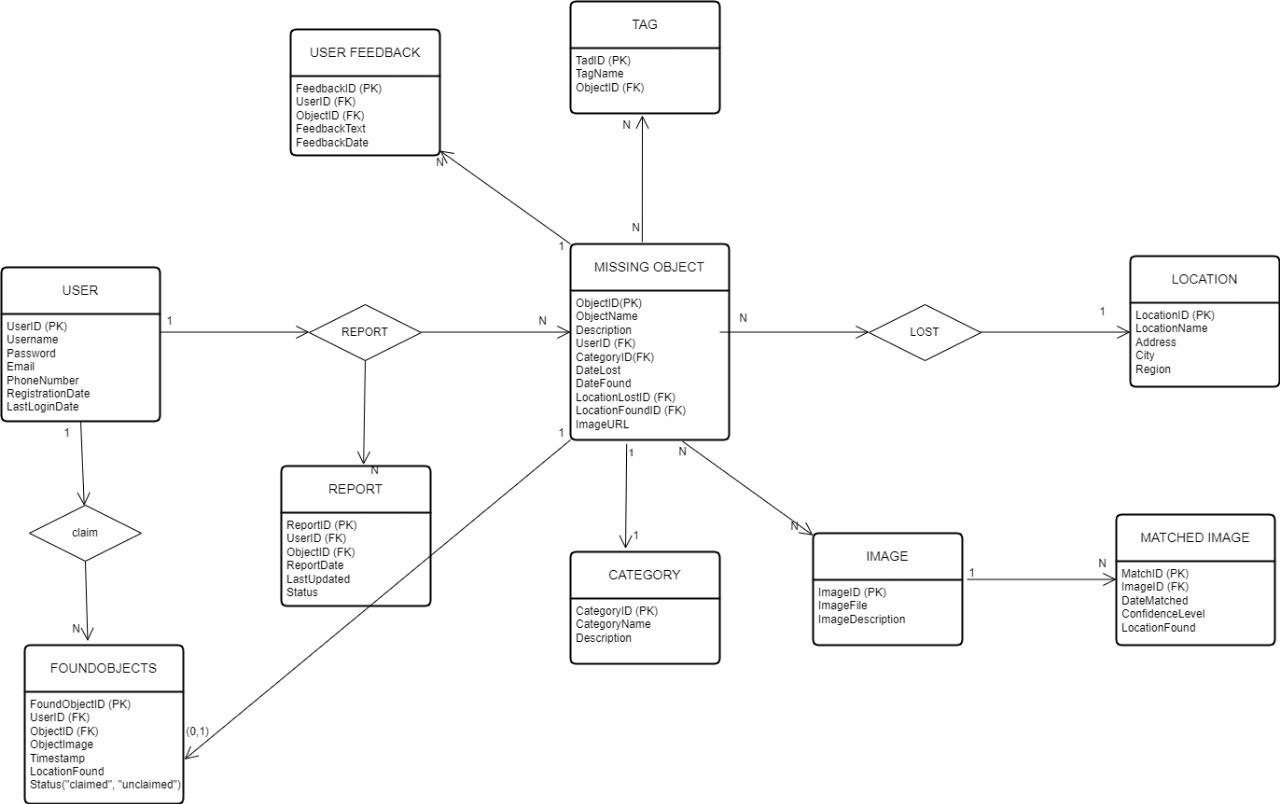 TAG
TadID (PK)
TagName
ObjectID (FK)
N
N
USER FEEDBACK
FeedbackID (PK)
UserID (FK)
ObjectID (FK)
FeedbackText
FeedbackDate
N
1
MISSING OBJECT
ObjectID(PK)
ObjectName
Description
UserID (FK)
CategoryID(FK)
DateLost
DateFound
LocationLostID (FK)
LocationFoundID (FK)
ImageURL
USER
UserID (PK)
Username
Password
Email
PhoneNumber
RegistrationDate
LastLoginDate
1
REPORT
N
N
LOST
1
LOCATION
LocationID (PK)
LocationName
Address
City
Region
1
claim
N
N
REPORT
ReportID (PK)
UserID (FK)
ObjectID (FK)
ReportDate
LastUpdated
Status
1
1
1
CATEGORY
CategoryID (PK)
CategoryName
Description
N
N
IMAGE
ImageID (PK)
ImageFile
ImageDescription
1
N
MATCHED IMAGE
MatchID (PK)
ImageID (FK)
DateMatched
ConfidenceLevel
LocationFound
FOUNDOBJECTS
FoundObjectID (PK)
UserID (FK)
ObjectID (FK)
ObjectImage
Timestamp
LocationFound
Status("claimed", "unclaimed")
(0,1)